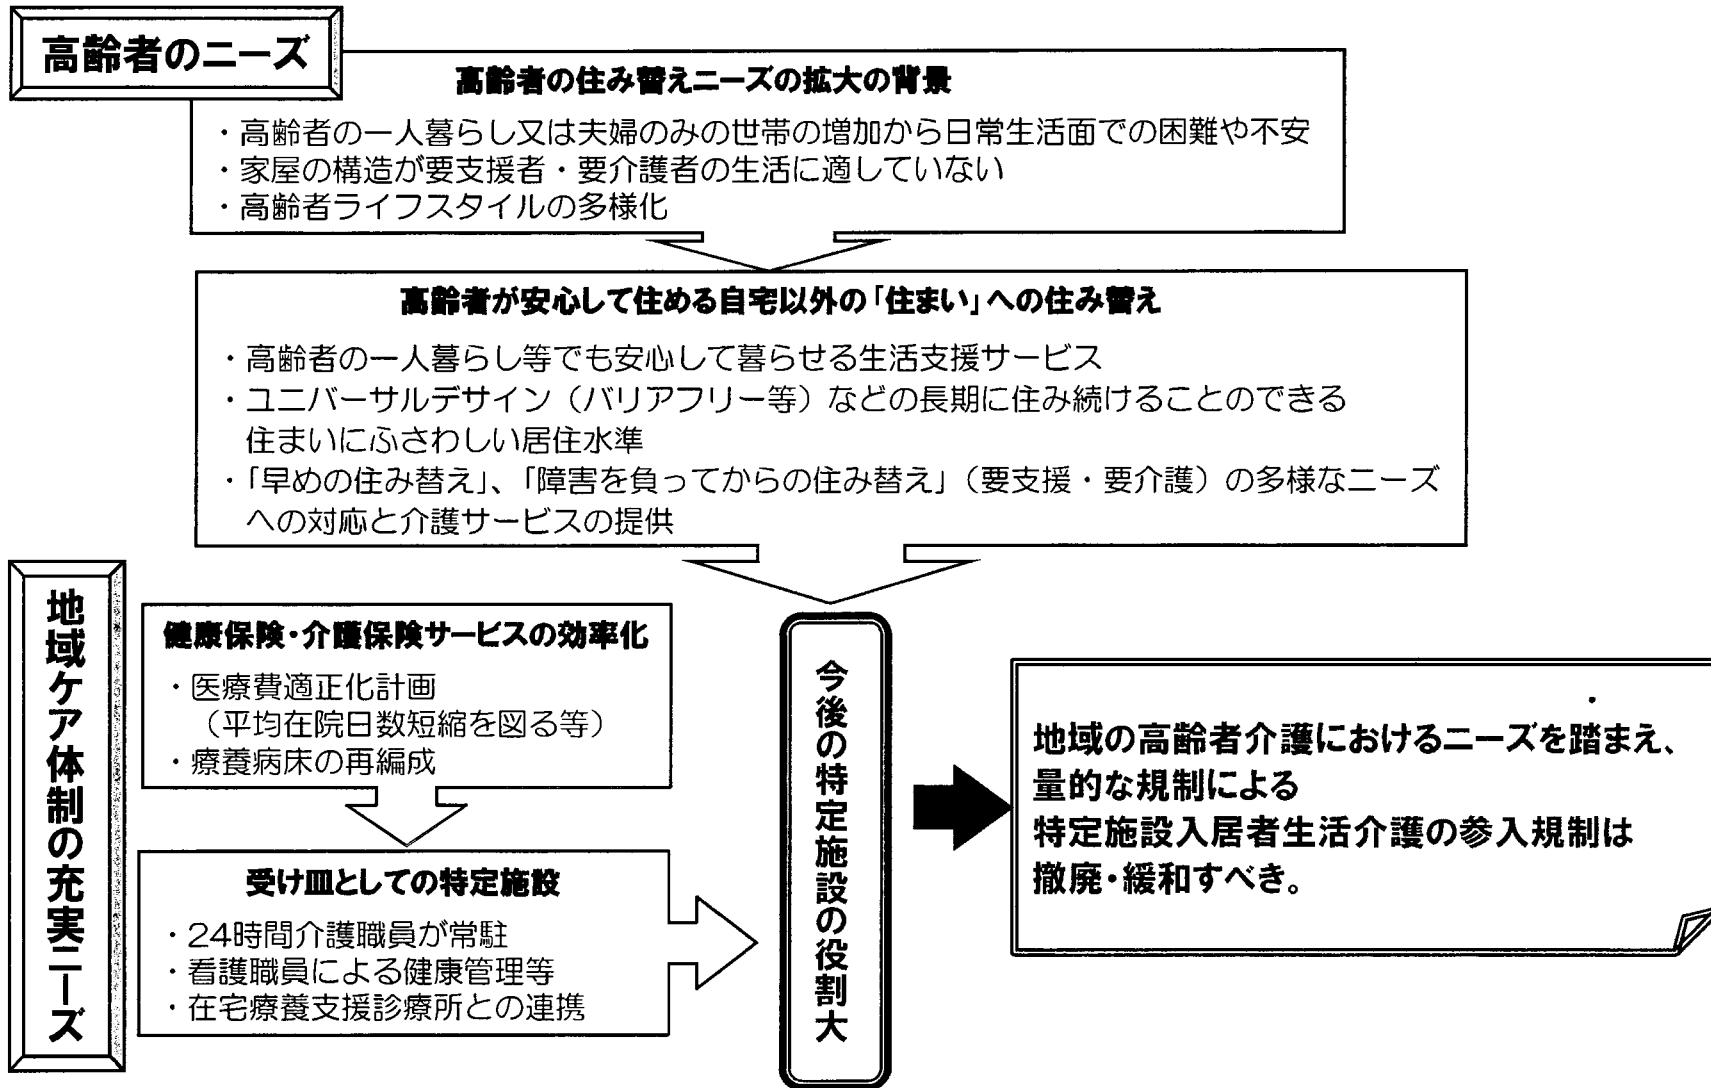 高齢者のニーズ
高齢者の住み替えニーズの拡大の背景
・高齢者の一人暮らし又は夫婦のみの世帯の増加から日常生活面での困難や不安
・家屋の構造が要支援者・要介護者の生活に適していない
・高齢者ライフスタイルの多様化
高齢者が安心して住める自宅以外の「住まい」への住み替え
・高齢者の一人暮らし等でも安心して暮らせる生活支援サービス
・ユニバーサルデザイン（バリアフリー等）などの長期に住み続けることのできる
住まいにふさわしい居住水準
・「早めの住み替え」、「障害を負ってからの住み替え」（要支援・要介護）の多様なニーズ
への対応と介護サービスの提供
地域ケア体制の充実ニーズ
健康保険・介護保険サービスの効率化
・医療費適正化計画
（平均在院日数短縮を図る等）
・療養病床の再編成
受け皿としての特定施設
・24時間介護職員が常駐
・看護職員による健康管理等
・在宅療養支援診療所との連携
今後の特定施設の役割大
地域の高齢者介護におけるニーズを踏まえ、
量的な規制による
特定施設入居者生活介護の参入規制は
撤廃・緩和すべき。